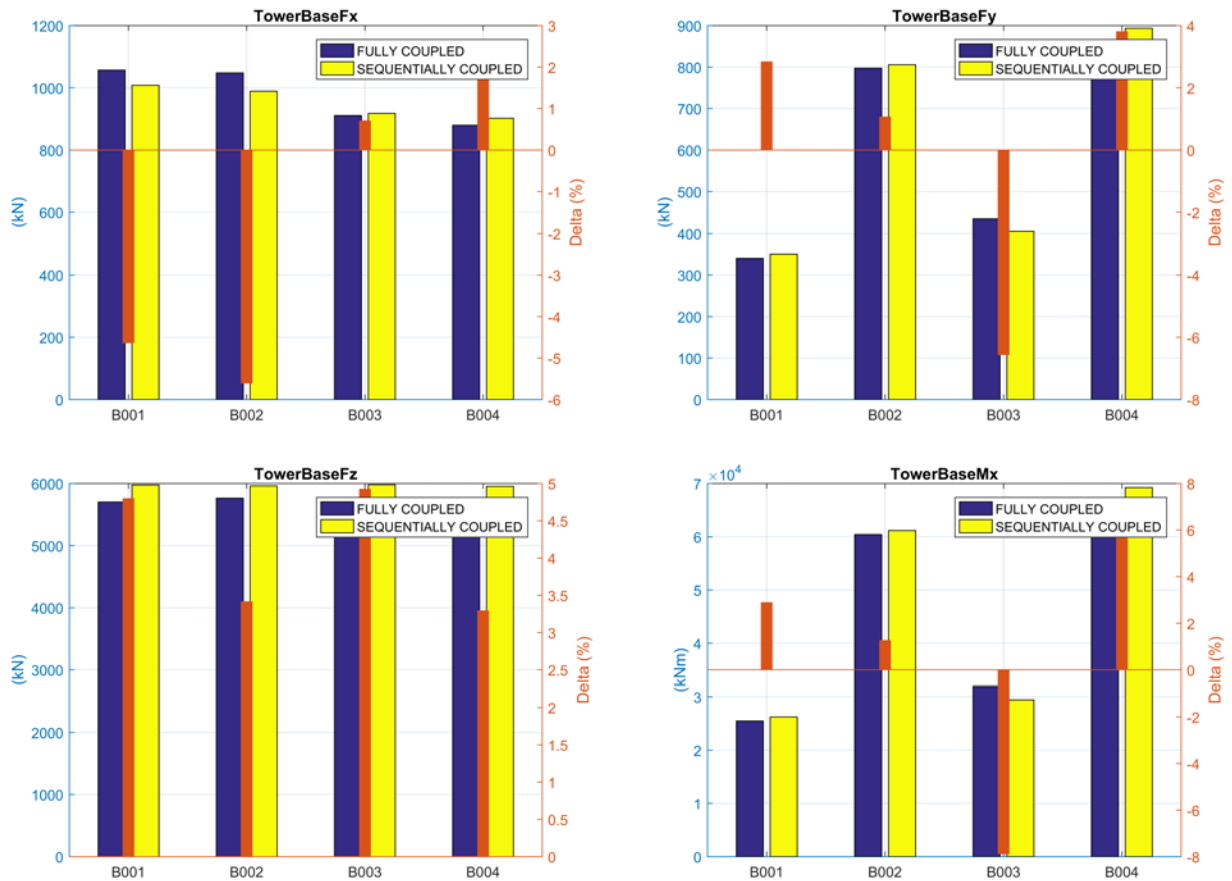 TowerBaseFx
1200
1000
800
600
400
200
0
(kN)
FULLY COUPLED
SEQUENTIALLY COUPLED
3
2
1
0
-1
-2
-3
-4
-5
-6
Delta (%)
B001 B002 B003 B004
TowerBaseFy
900
800
700
600
500
400
300
200
100
0
(kN)
FULLY COUPLED
SEQUENTIALLY COUPLED
4
2
0
-2
-4
-6
-8
Delta (%)
B001 B002 B003 B004
TowerBaseFz
6000
5000
4000
3000
2000
1000
0
(kN)
FULLY COUPLED
SEQUENTIALLY COUPLED
5
4.5
4
3.5
3
2.5
2
1.5
1
0.5
0
Delta (%)
B001 B002 B003 B004
TowerBaseMx
× 10⁴
7
6
5
4
3
2
1
0
(kNm)
FULLY COUPLED
SEQUENTIALLY COUPLED
8
6
4
2
0
-2
-4
-6
-8
Delta (%)
B001 B002 B003 B004